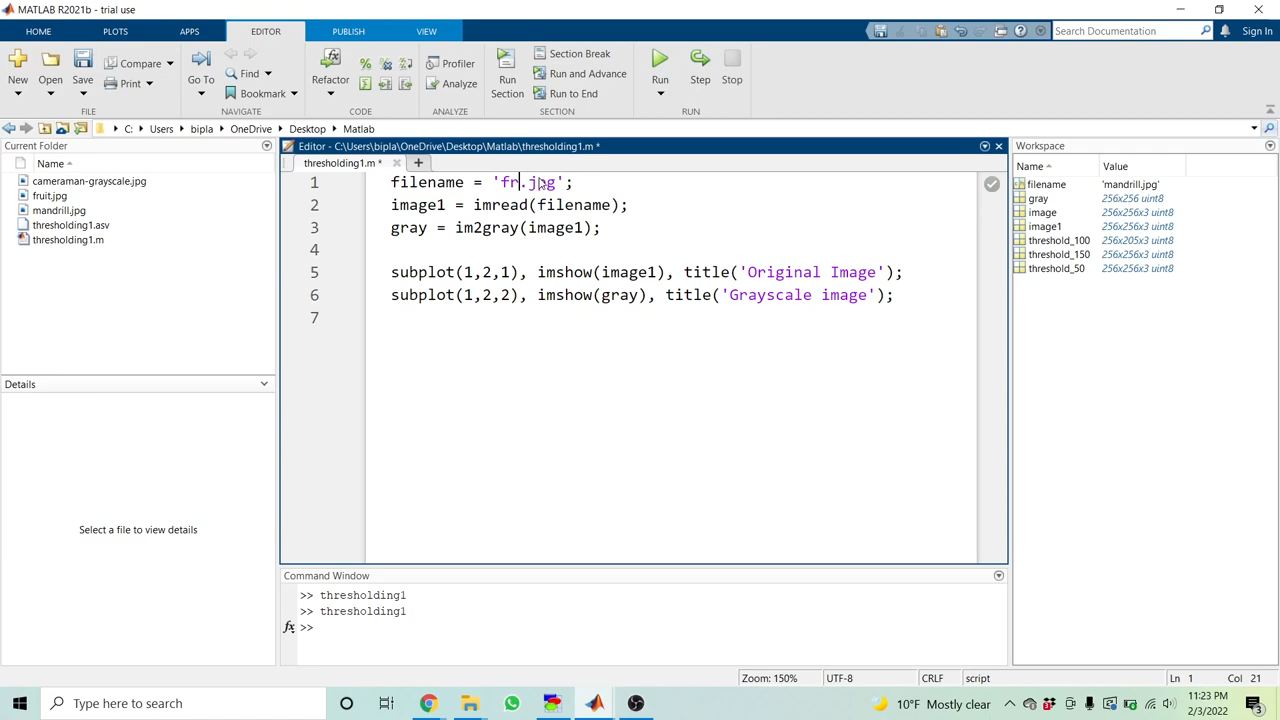 MATLAB R2021b - trial use
HOME PLOTS APPS EDITOR PUBLISH VIEW
Search Documentation Sign In
New Open Save Compare Print
Go To Find Bookmark
Refactor Profiler Analyze
Run Section Section Break Run and Advance Run to End
Run Step Stop
FILE NAVIGATE CODE ANALYZE SECTION RUN
C: Users bipla OneDrive Desktop Matlab
Current Folder
Name
cameraman-grayscale.jpg
fruit.jpg
mandrill.jpg
thresholding1.asv
thresholding1.m
Details
Select a file to view details
Editor - C:\Users\bipla\OneDrive\Desktop\Matlab\thresholding1.m *
thresholding1.m *
1 filename = 'fr.jpg';
2 image1 = imread(filename);
3 gray = im2gray(image1);
4
5 subplot(1,2,1), imshow(image1), title('Original Image');
6 subplot(1,2,2), imshow(gray), title('Grayscale image');
7
Command Window
>> thresholding1
>> thresholding1
fx >>
Workspace
Name Value
filename 'mandrill.jpg'
gray 256x256 uint8
image 256x256x3 uint8
image1 256x256x3 uint8
threshold_100 256x205x3 uint8
threshold_150 256x256x3 uint8
threshold_50 256x256x3 uint8
Zoom: 150% UTF-8 CRLF script Ln 1 Col 21
Type here to search
10°F Mostly clear
11:23 PM
2/3/2022
3